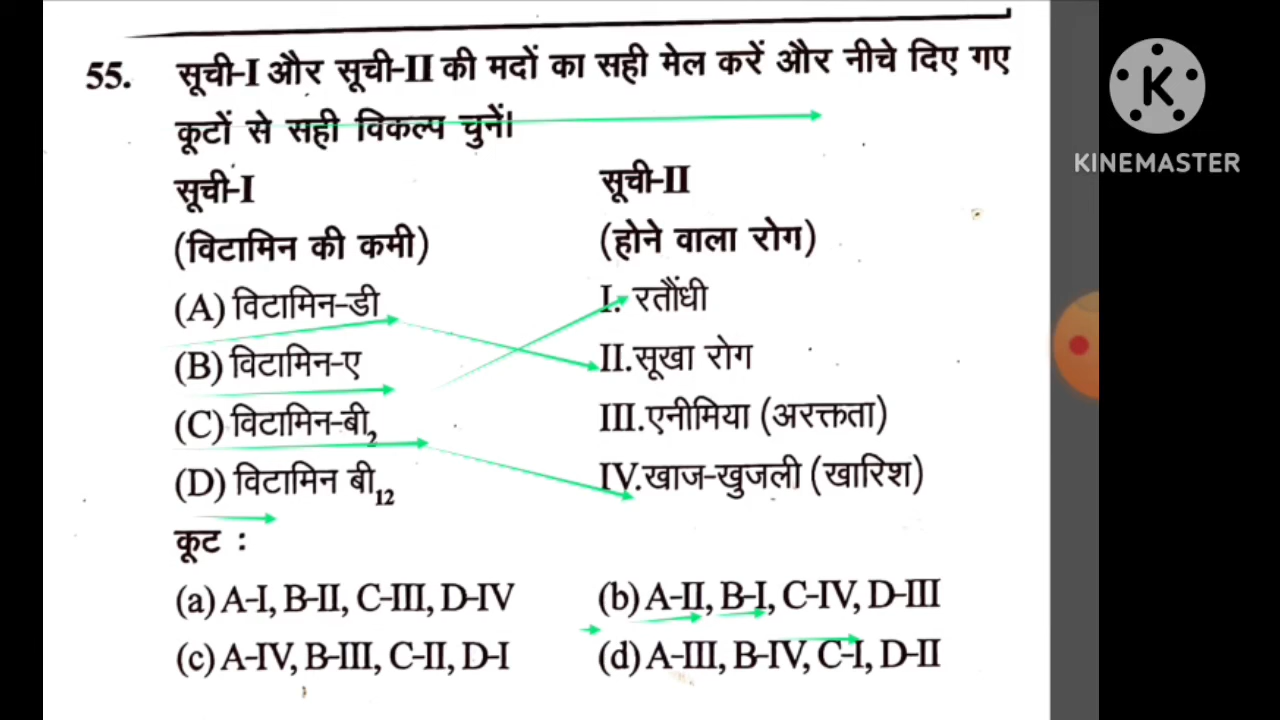 55. सूची-I और सूची-II की मदों का सही मेल करें और नीचे दिए गए
कूटों से सही विकल्प चुनें।
सूची-I सूची-II
(विटामिन की कमी) (होने वाला रोग)
(A) विटामिन-डी I. रतौंधी
(B) विटामिन-ए II. सूखा रोग
(C) विटामिन-बी₂ III. एनीमिया (अरक्तता)
(D) विटामिन बी₁₂ IV. खाज-खुजली (खारिश)
कूट :
(a) A-I, B-II, C-III, D-IV (b) A-II, B-I, C-IV, D-III
(c) A-IV, B-III, C-II, D-I (d) A-III, B-IV, C-I, D-II
K
KINEMASTER